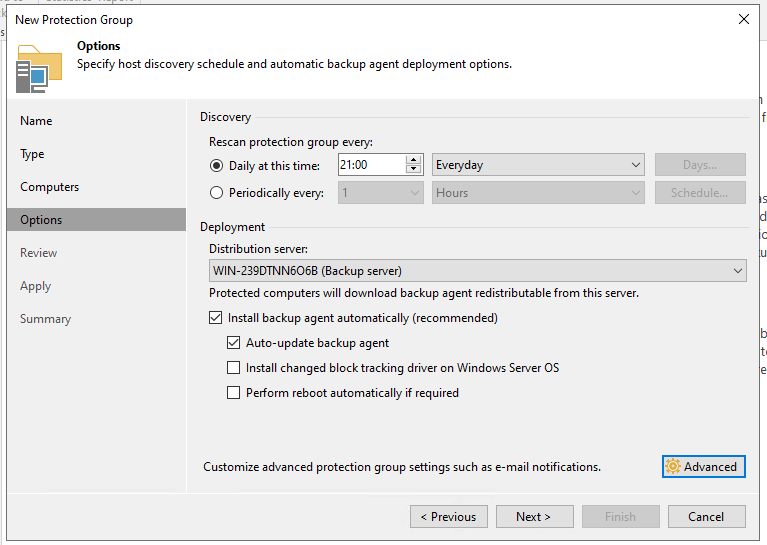 New Protection Group
Options
Specify host discovery schedule and automatic backup agent deployment options.
Name
Type
Computers
Options
Review
Apply
Summary
Discovery
Rescan protection group every:
Daily at this time: 21:00 Everyday Days...
Periodically every: 1 Hours Schedule...
Deployment
Distribution server:
WIN-239DTNN6O6B (Backup server)
Protected computers will download backup agent redistributable from this server.
Install backup agent automatically (recommended)
Auto-update backup agent
Install changed block tracking driver on Windows Server OS
Perform reboot automatically if required
Customize advanced protection group settings such as e-mail notifications. Advanced
< Previous Next > Finish Cancel